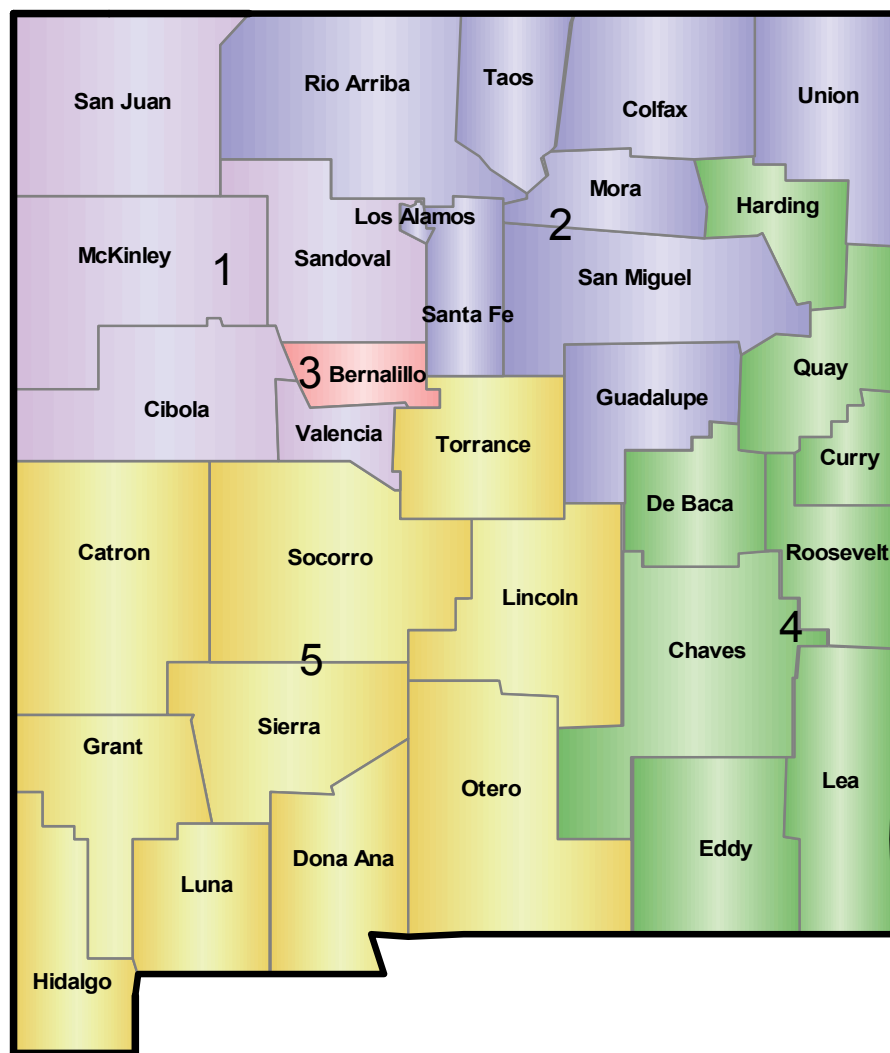 San Juan
Rio Arriba
Taos
Colfax
Union
Los Alamos
Mora
Harding
McKinley
1
Sandoval
2
San Miguel
Santa Fe
3
Bernalillo
Quay
Cibola
Valencia
Torrance
Guadalupe
Curry
De Baca
Catron
Socorro
Lincoln
Roosevelt
4
Chaves
5
Sierra
Grant
Otero
Lea
Luna
Dona Ana
Eddy
Hidalgo